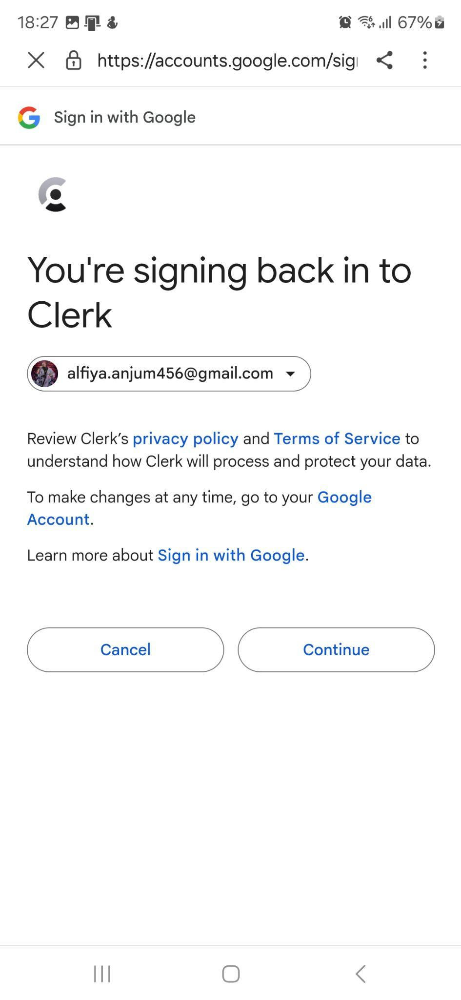 18:27
67%
https://accounts.google.com/sig
Sign in with Google
You're signing back in to
Clerk
alfiya.anjum456@gmail.com
Review Clerk’s privacy policy and Terms of Service to
understand how Clerk will process and protect your data.
To make changes at any time, go to your Google
Account.
Learn more about Sign in with Google.
Cancel
Continue